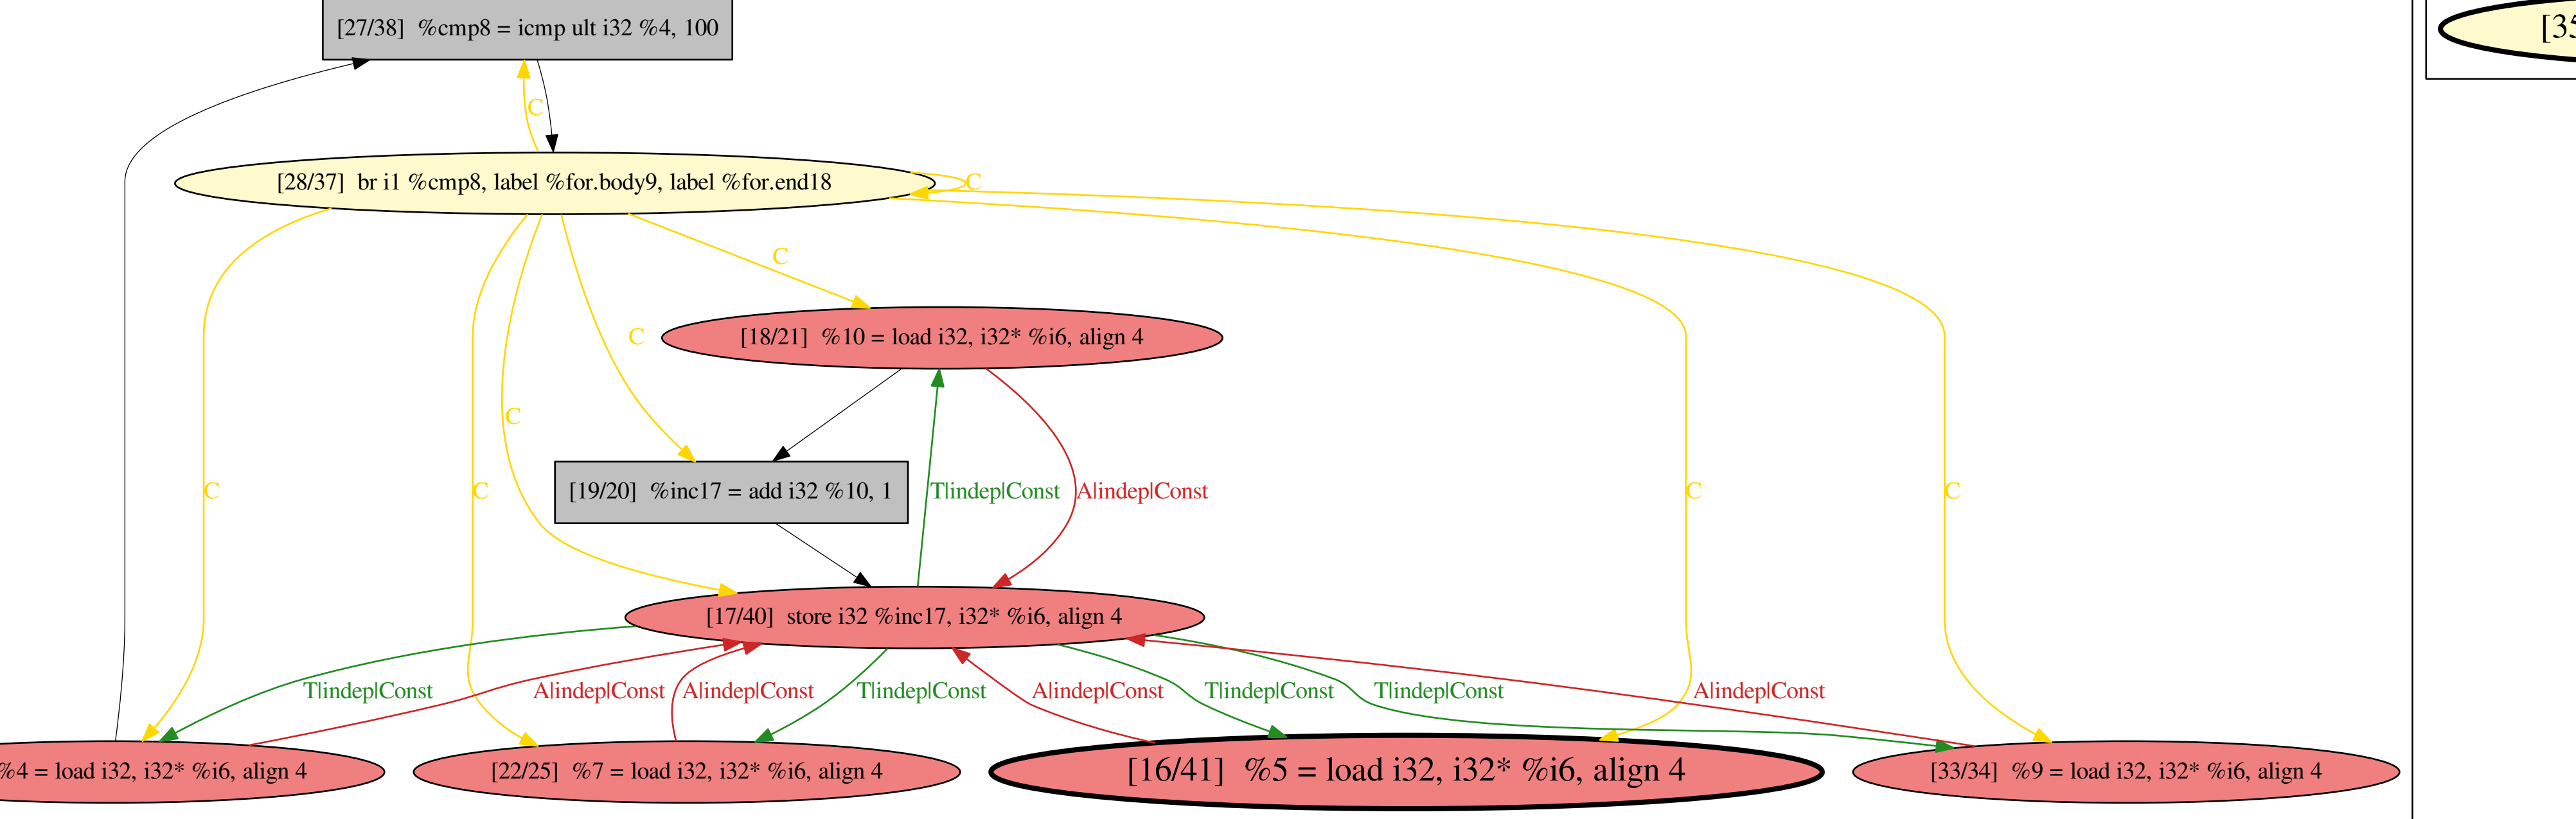 [27/38] %cmp8 = icmp ult i32 %4, 100
[35
C
[28/37] br i1 %cmp8, label %for.body9, label %for.end18
C
C
[18/21] %10 = load i32, i32* %i6, align 4
C
C
C
C
[19/20] %inc17 = add i32 %10, 1
T|indep|Const
A|indep|Const
C
C
[17/40] store i32 %inc17, i32* %i6, align 4
T|indep|Const
A|indep|Const
A|indep|Const
T|indep|Const
A|indep|Const
T|indep|Const
T|indep|Const
A|indep|Const
%4 = load i32, i32* %i6, align 4
[22/25] %7 = load i32, i32* %i6, align 4
[16/41] %5 = load i32, i32* %i6, align 4
[33/34] %9 = load i32, i32* %i6, align 4